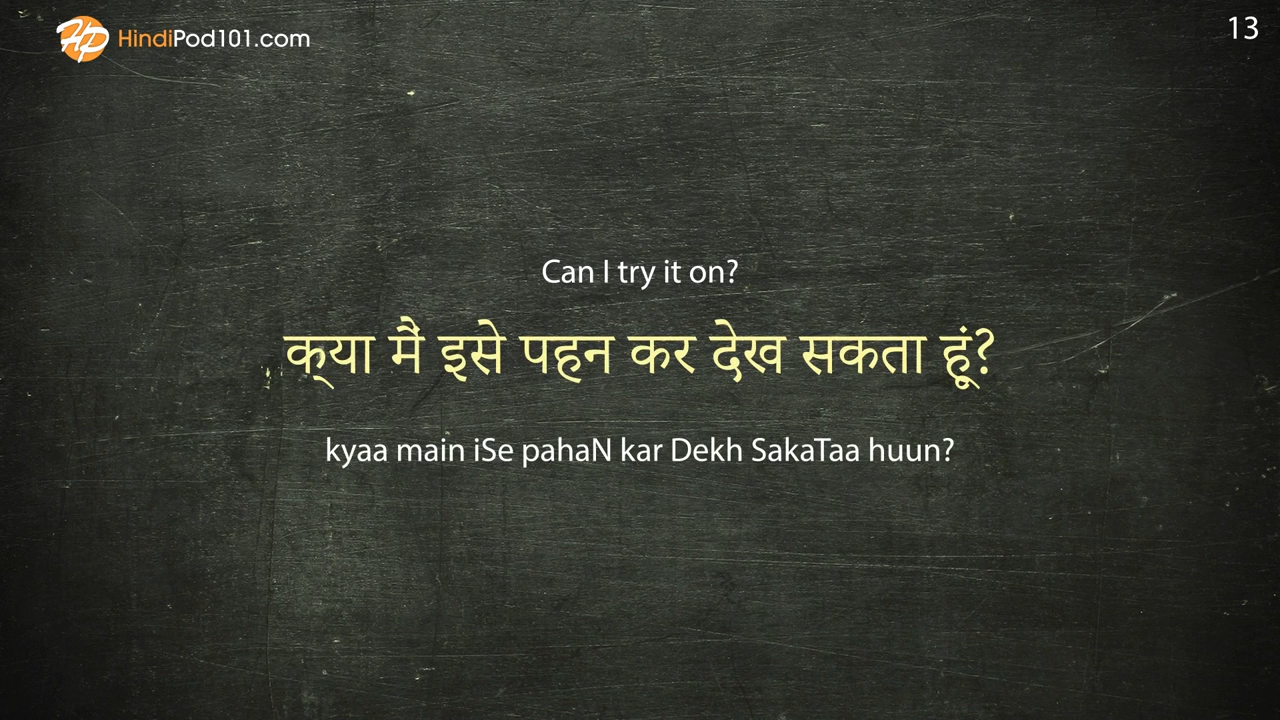 HindiPod101.com
13
Can I try it on?
क्या मैं इसे पहन कर देख सकता हूं?
kyaa main iSe pahaN kar Dekh SakaTaa huun?